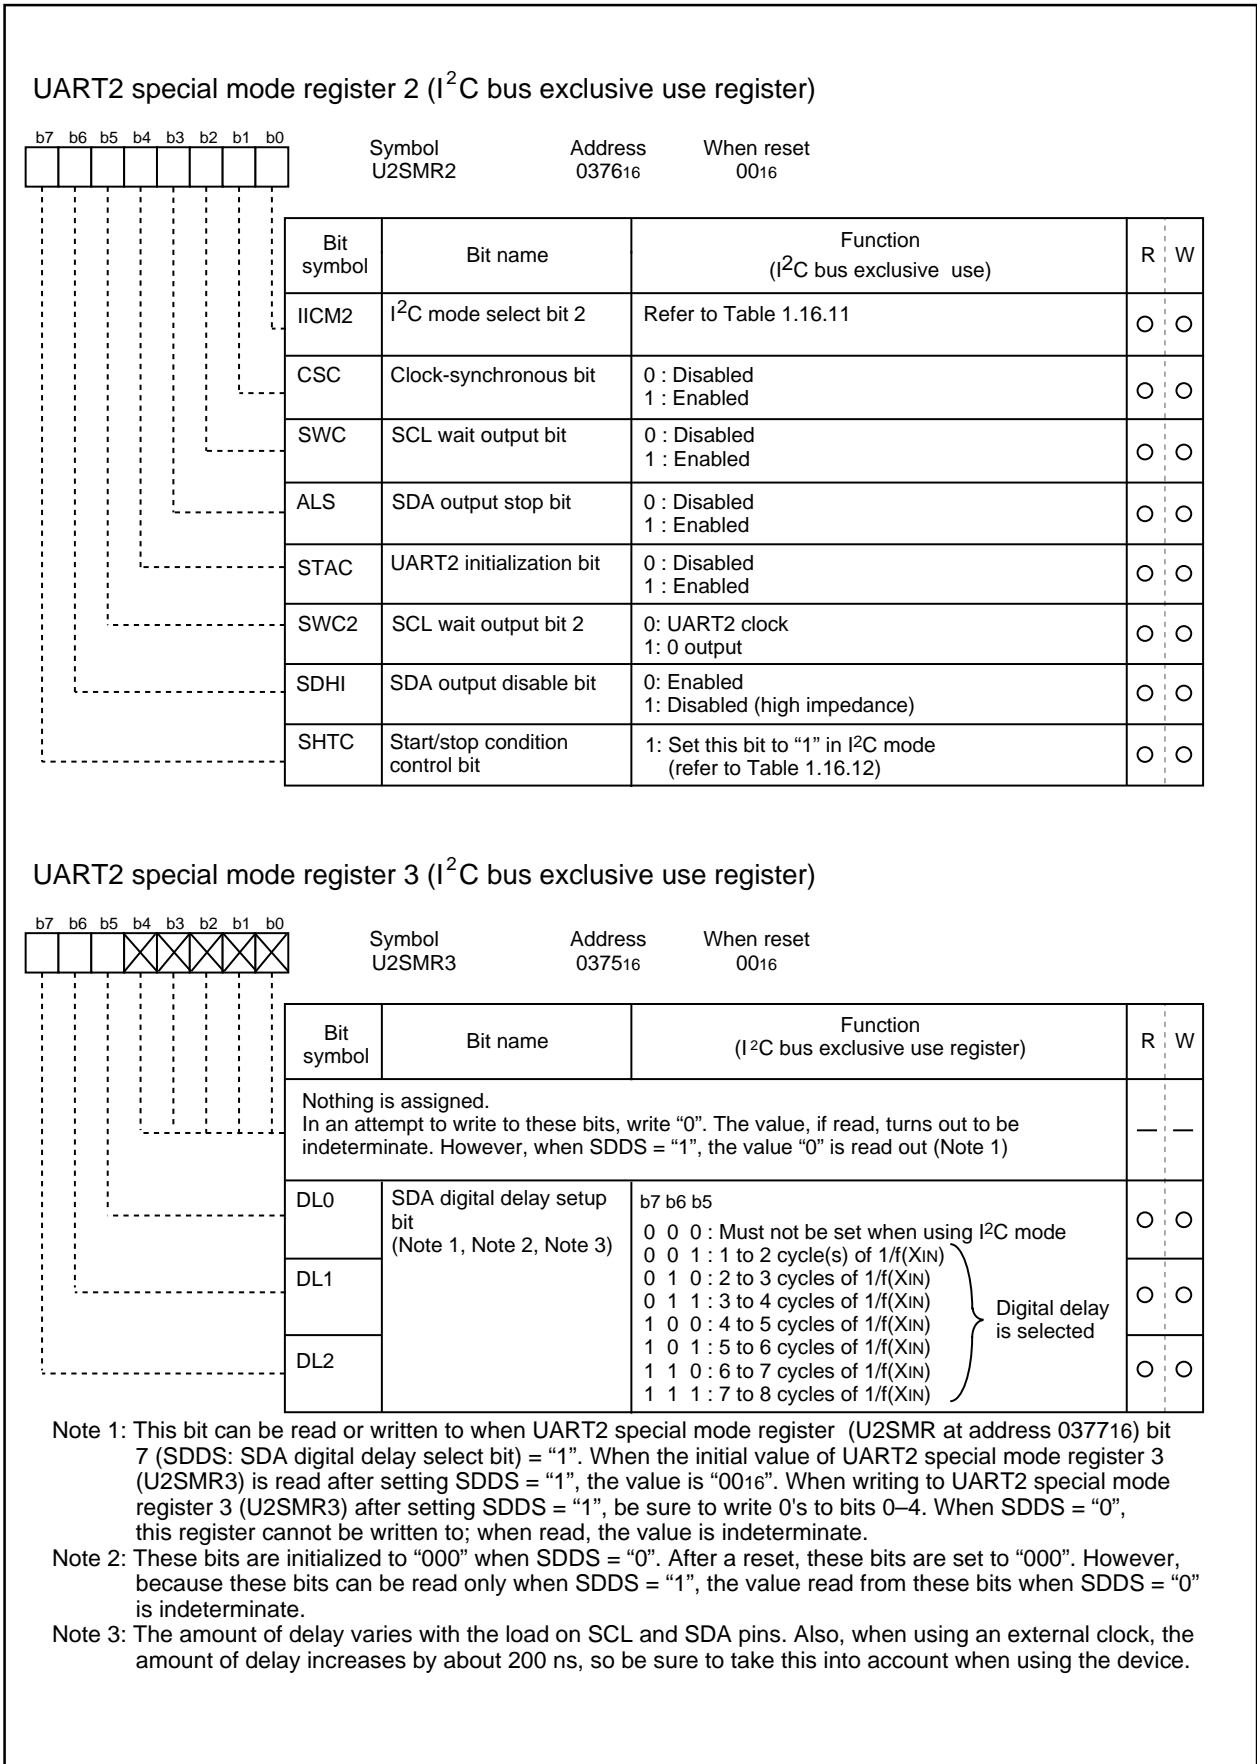 UART2 special mode register 2 (I2C bus exclusive use register)
b7 b6 b5 b4 b3 b2 b1 b0
Symbol Address When reset
U2SMR2 037616 0016
Bit symbol Bit name Function (I2C bus exclusive use) R W
IICM2 I2C mode select bit 2 Refer to Table 1.16.11
CSC Clock-synchronous bit 0 : Disabled
1 : Enabled
SWC SCL wait output bit 0 : Disabled
1 : Enabled
ALS SDA output stop bit 0 : Disabled
1 : Enabled
STAC UART2 initialization bit 0 : Disabled
1 : Enabled
SWC2 SCL wait output bit 2 0: UART2 clock
1: 0 output
SDHI SDA output disable bit 0: Enabled
1: Disabled (high impedance)
SHTC Start/stop condition control bit 1: Set this bit to “1” in I2C mode
(refer to Table 1.16.12)
UART2 special mode register 3 (I2C bus exclusive use register)
b7 b6 b5 b4 b3 b2 b1 b0
Symbol Address When reset
U2SMR3 037516 0016
Bit symbol Bit name Function (I2C bus exclusive use register) R W
Nothing is assigned.
In an attempt to write to these bits, write “0”. The value, if read, turns out to be
indeterminate. However, when SDDS = “1”, the value “0” is read out (Note 1)
— —
DL0 SDA digital delay setup
bit
(Note 1, Note 2, Note 3)
DL1
DL2
b7 b6 b5
0 0 0 : Must not be set when using I2C mode
0 0 1 : 1 to 2 cycle(s) of 1/f(XIN)
0 1 0 : 2 to 3 cycles of 1/f(XIN)
0 1 1 : 3 to 4 cycles of 1/f(XIN)
1 0 0 : 4 to 5 cycles of 1/f(XIN)
1 0 1 : 5 to 6 cycles of 1/f(XIN)
1 1 0 : 6 to 7 cycles of 1/f(XIN)
1 1 1 : 7 to 8 cycles of 1/f(XIN)
Digital delay
is selected
Note 1: This bit can be read or written to when UART2 special mode register (U2SMR at address 037716) bit
7 (SDDS: SDA digital delay select bit) = “1”. When the initial value of UART2 special mode register 3
(U2SMR3) is read after setting SDDS = “1”, the value is “0016”. When writing to UART2 special mode
register 3 (U2SMR3) after setting SDDS = “1”, be sure to write 0's to bits 0–4. When SDDS = “0”,
this register cannot be written to; when read, the value is indeterminate.
Note 2: These bits are initialized to “000” when SDDS = “0”. After a reset, these bits are set to “000”. However,
because these bits can be read only when SDDS = “1”, the value read from these bits when SDDS = “0”
is indeterminate.
Note 3: The amount of delay varies with the load on SCL and SDA pins. Also, when using an external clock, the
amount of delay increases by about 200 ns, so be sure to take this into account when using the device.